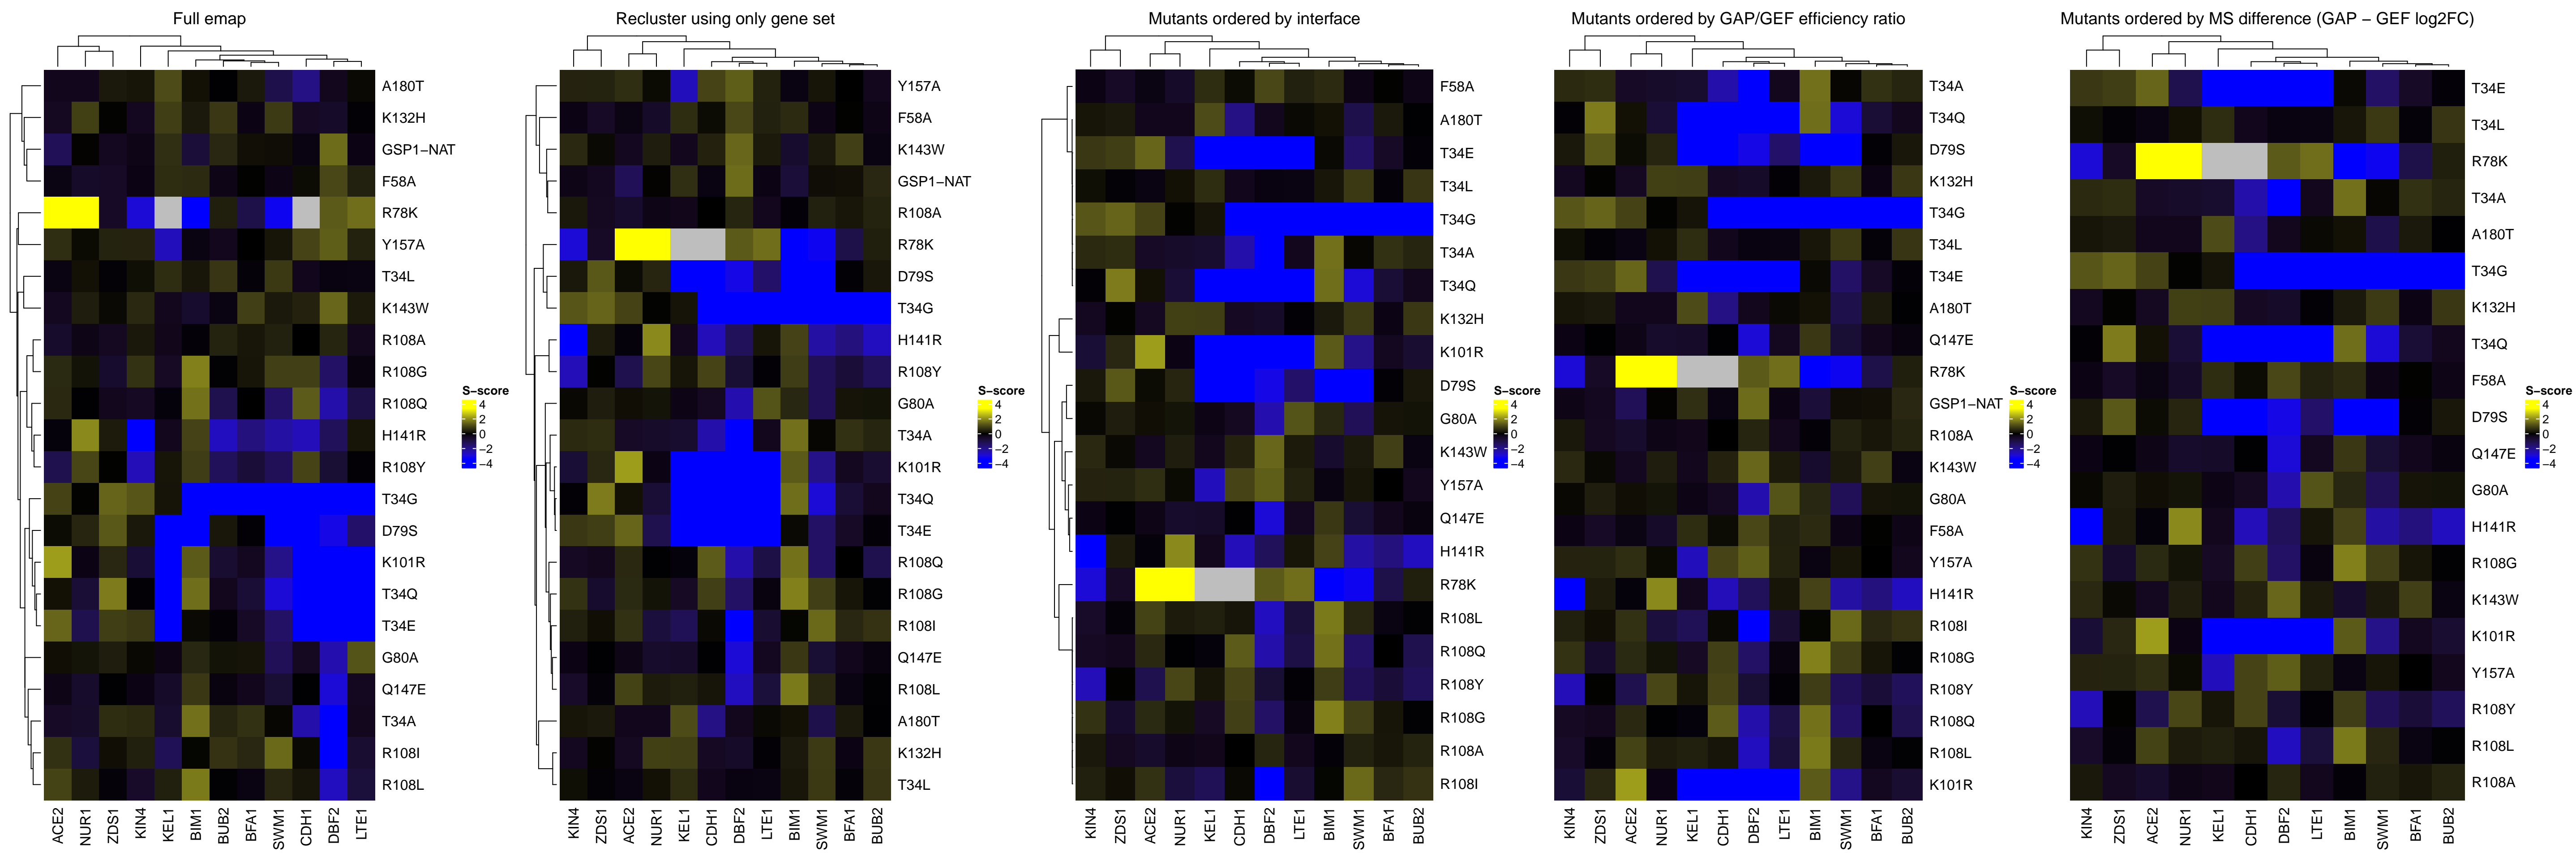 Full emap
A180T
K132H
GSP1−NAT
F58A
R78K
Y157A
T34L
K143W
R108A
R108G
R108Q
H141R
R108Y
T34G
D79S
K101R
T34Q
T34E
G80A
Q147E
T34A
R108I
R108L
ACE2
NUR1
ZDS1
KIN4
KEL1
BIM1
BUB2
BFA1
SWM1
CDH1
DBF2
LTE1
S−score
4
2
0
−2
−4
Recluster using only gene set
Y157A
F58A
K143W
GSP1−NAT
R108A
R78K
D79S
T34G
H141R
R108Y
G80A
T34A
K101R
T34Q
T34E
R108Q
R108G
R108I
Q147E
R108L
A180T
K132H
T34L
KIN4
ZDS1
ACE2
NUR1
KEL1
CDH1
DBF2
LTE1
BIM1
SWM1
BFA1
BUB2
S−score
4
2
0
−2
−4
Mutants ordered by interface
F58A
A180T
T34E
T34L
T34G
T34A
T34Q
K132H
K101R
D79S
G80A
K143W
Y157A
Q147E
H141R
R78K
R108L
R108Q
R108Y
R108G
R108A
R108I
KIN4
ZDS1
ACE2
NUR1
KEL1
CDH1
DBF2
LTE1
BIM1
SWM1
BFA1
BUB2
S−score
4
2
0
−2
−4
Mutants ordered by GAP/GEF efficiency ratio
T34A
T34Q
D79S
K132H
T34G
T34L
T34E
A180T
Q147E
R78K
GSP1−NAT
R108A
K143W
G80A
F58A
Y157A
H141R
R108I
R108G
R108Y
R108Q
R108L
K101R
KIN4
ZDS1
ACE2
NUR1
KEL1
CDH1
DBF2
LTE1
BIM1
SWM1
BFA1
BUB2
S−score
4
2
0
−2
−4
Mutants ordered by MS difference (GAP − GEF log2FC)
T34E
T34L
R78K
T34A
A180T
T34G
K132H
T34Q
F58A
D79S
Q147E
G80A
H141R
R108G
K143W
K101R
Y157A
R108Y
R108L
R108A
KIN4
ZDS1
ACE2
NUR1
KEL1
CDH1
DBF2
LTE1
BIM1
SWM1
BFA1
BUB2
S−score
4
2
0
−2
−4